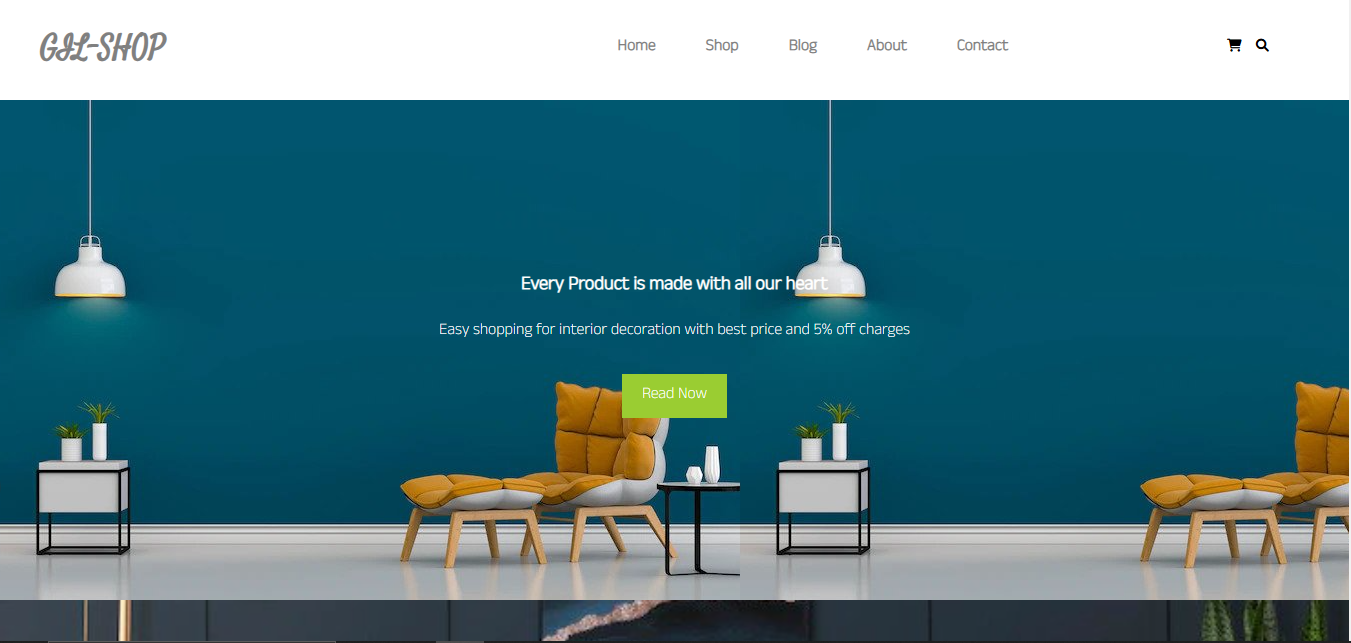 GIL-SHOP
Home Shop Blog About Contact
Every Product is made with all our heart
Easy shopping for interior decoration with best price and 5% off charges
Read Now